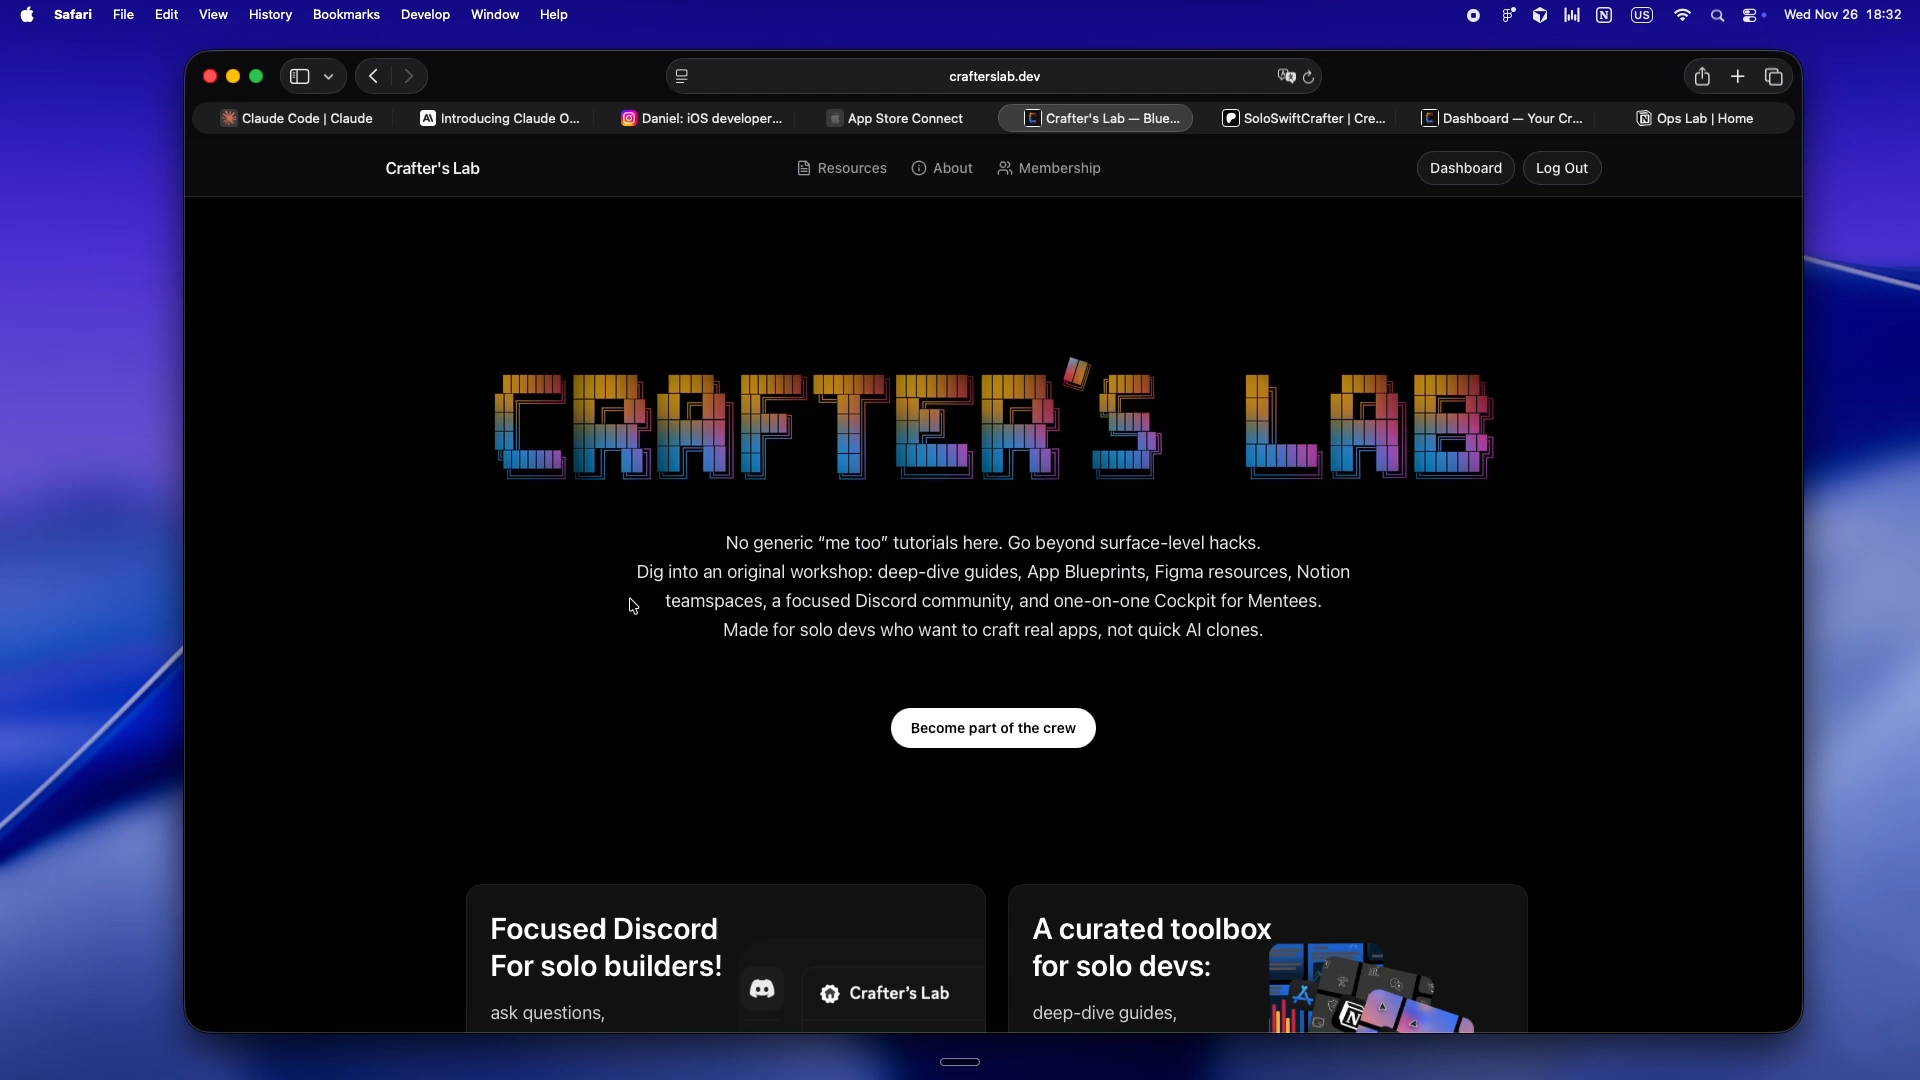 Safari File Edit View History Bookmarks Develop Window Help US Wed Nov 26 18:32
crafterslab.dev
Claude Code | Claude
Introducing Claude O...
Daniel: iOS developer...
App Store Connect
Crafter's Lab — Blue...
SoloSwiftCrafter | Cre...
Dashboard — Your Cr...
Ops Lab | Home
Crafter's Lab
Resources
About
Membership
Dashboard
Log Out
CRAFTER'S LAB
No generic “me too” tutorials here. Go beyond surface-level hacks.
Dig into an original workshop: deep-dive guides, App Blueprints, Figma resources, Notion
teamspaces, a focused Discord community, and one-on-one Cockpit for Mentees.
Made for solo devs who want to craft real apps, not quick AI clones.
Become part of the crew
Focused Discord
For solo builders!
ask questions,
Crafter's Lab
A curated toolbox
for solo devs:
deep-dive guides,